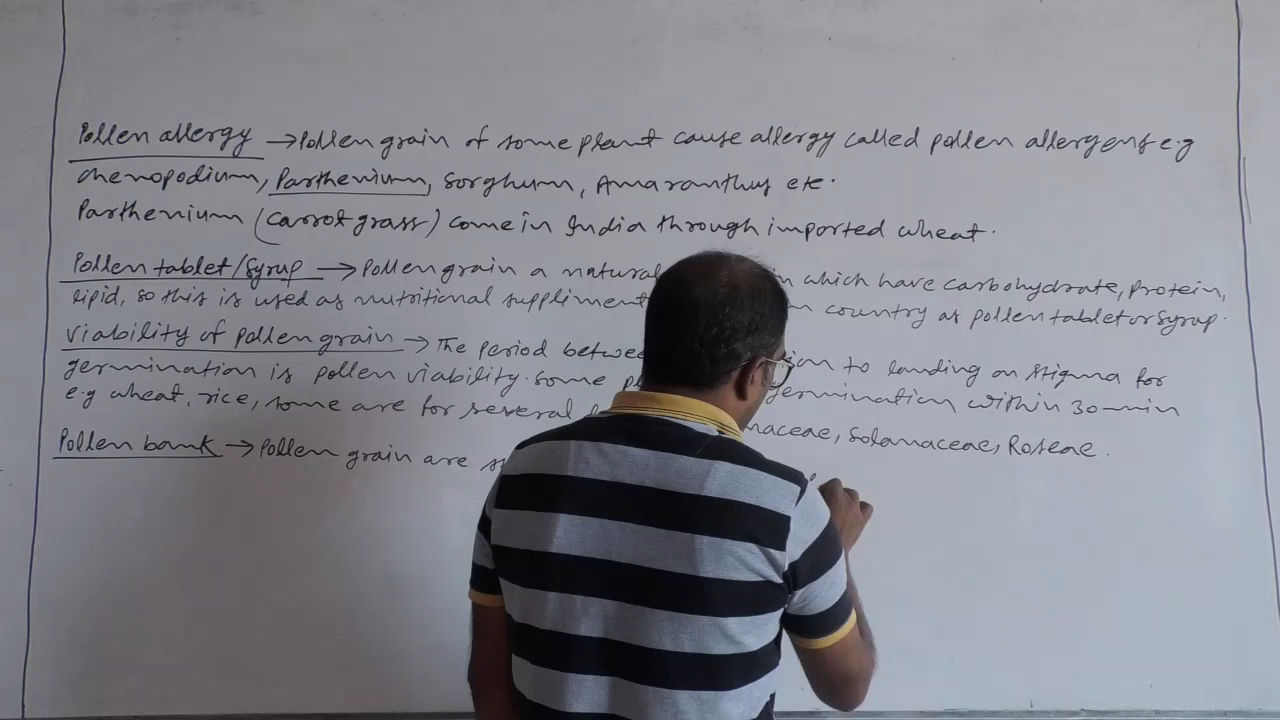 Pollen allergy → Pollen grain of some plant cause allergy called pollen allergens e.g
chenopodium, Parthenium, Sorghum, Amaranthus etc.
Parthenium (carrot grass) come in India through imported wheat.
Pollen tablet/Syrup → Pollen grain a natural which have carbohydrate, protein,
lipid, so this is used as nutritional suppliment country as pollen tablet or Syrup.
Viability of Pollen grain → The period to landing on stigma for
germination is pollen viability. Some germination within 30-min
e.g wheat, rice, some are for several Solanaceae, Roseae.
Pollen bank → Pollen grain are